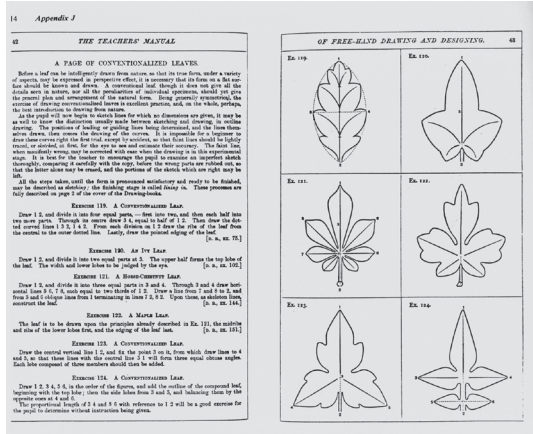 14 Appendix J
42 THE TEACHERS' MANUAL
A PAGE OF CONVENTIONALIZED LEAVES.
Before a leaf can be intelligently drawn from nature, so that its true form, under a variety
of aspects, may be expressed in perspective effect, it is necessary that its form on a flat sur-
face should be known and drawn. A conventional leaf, though it does not give all the
details seen in nature, nor all the peculiarities of individual specimens, should yet give
the general plan and arrangement of the natural form. Being generally symmetrical, the
exercise of drawing conventionalized leaves is excellent practice, and, on the whole, perhaps,
the best introduction to drawing from nature.
As the pupil will now begin to sketch lines for which no dimensions are given, it may be
as well to know the distinction usually made between sketching and drawing, in outline
drawing. The positions of leading or guiding lines being determined, and the lines them-
selves drawn, then comes the drawing of the curves. It is impossible for a beginner to
draw these curves right the first trial, except by accident, so that faint lines should be lightly
traced, or sketched, at first, for the eye to see and estimate their accuracy. The faint line,
when manifestly wrong, may be corrected with ease when the drawing is in this experimental
stage. It is best for the teacher to encourage the pupil to examine an imperfect sketch
thoroughly, comparing it carefully with the copy, before the wrong parts are rubbed out, so
that the latter alone may be erased, and the portions of the sketch which are right may be
left.
All the steps taken, until the form is pronounced satisfactory and ready to be finished,
may be described as sketching; the finishing stage is called lining in. These processes are
fully described on page 2 of the cover of the Drawing-books.
EXERCISE 119. A CONVENTIONALIZED LEAF.
Draw 1 2, and divide it into four equal parts, — first into two, and then each half into
two more parts. Through its centre draw 3 4, equal to half of 1 2. Then draw the dot-
ted curved lines 1 3 2, 1 4 2. From each division on 1 2 draw the ribs of the leaf from
the central to the outer dotted line. Lastly, draw the pointed edges of the leaf.
[D. B., EX. 73.]
EXERCISE 120. AN IVY LEAF.
Draw 1 2, and divide it into two equal parts at 3. The upper half forms the top lobe of
the leaf. The width and lower lobes to be judged by the eye. [D. B., EX. 102.]
EXERCISE 121. A HORSE-CHESTNUT LEAF.
Draw 1 2, and divide it into three equal parts in 3 and 4. Through 3 and 4 draw hori-
zontal lines 5 6, 7 8, each equal to two thirds of 1 2. Draw a line from 7 and 8 to 2, and
from 5 and 6 oblique lines from 1 terminating in lines 7 2, 8 2. Upon these, as skeleton lines,
construct the leaf. [D. B., EX. 144.]
EXERCISE 122. A MAPLE LEAF.
The leaf is to be drawn upon the principles already described in Ex. 121, the midribs
and ribs of the lower lobes first, and the edging of the leaf last. [D. B., EX. 151.]
EXERCISE 123. A CONVENTIONALIZED LEAF.
Draw the central vertical line 1 2, and fix the point 3 on it, from which draw lines to 4
and 5, so that these lines with the central line 3 1 will form three equal obtuse angles.
Each lobe composed of three members should then be added.
EXERCISE 124. A CONVENTIONALIZED LEAF.
Draw 1 2, 3 4, 5 6, in the order of the figures, and add the outline of the compound leaf,
beginning with the top lobe; then the side lobes from 3 and 5, and balancing them by the
opposite ones at 4 and 6.
The proportional length of 3 4 and 5 6 with reference to 1 2 will be a good exercise for
the pupil to determine without instruction being given.
OF FREE-HAND DRAWING AND DESIGNING. 43
Ex. 119.
Ex. 120.
Ex. 121.
Ex. 122.
Ex. 123.
Ex. 124.